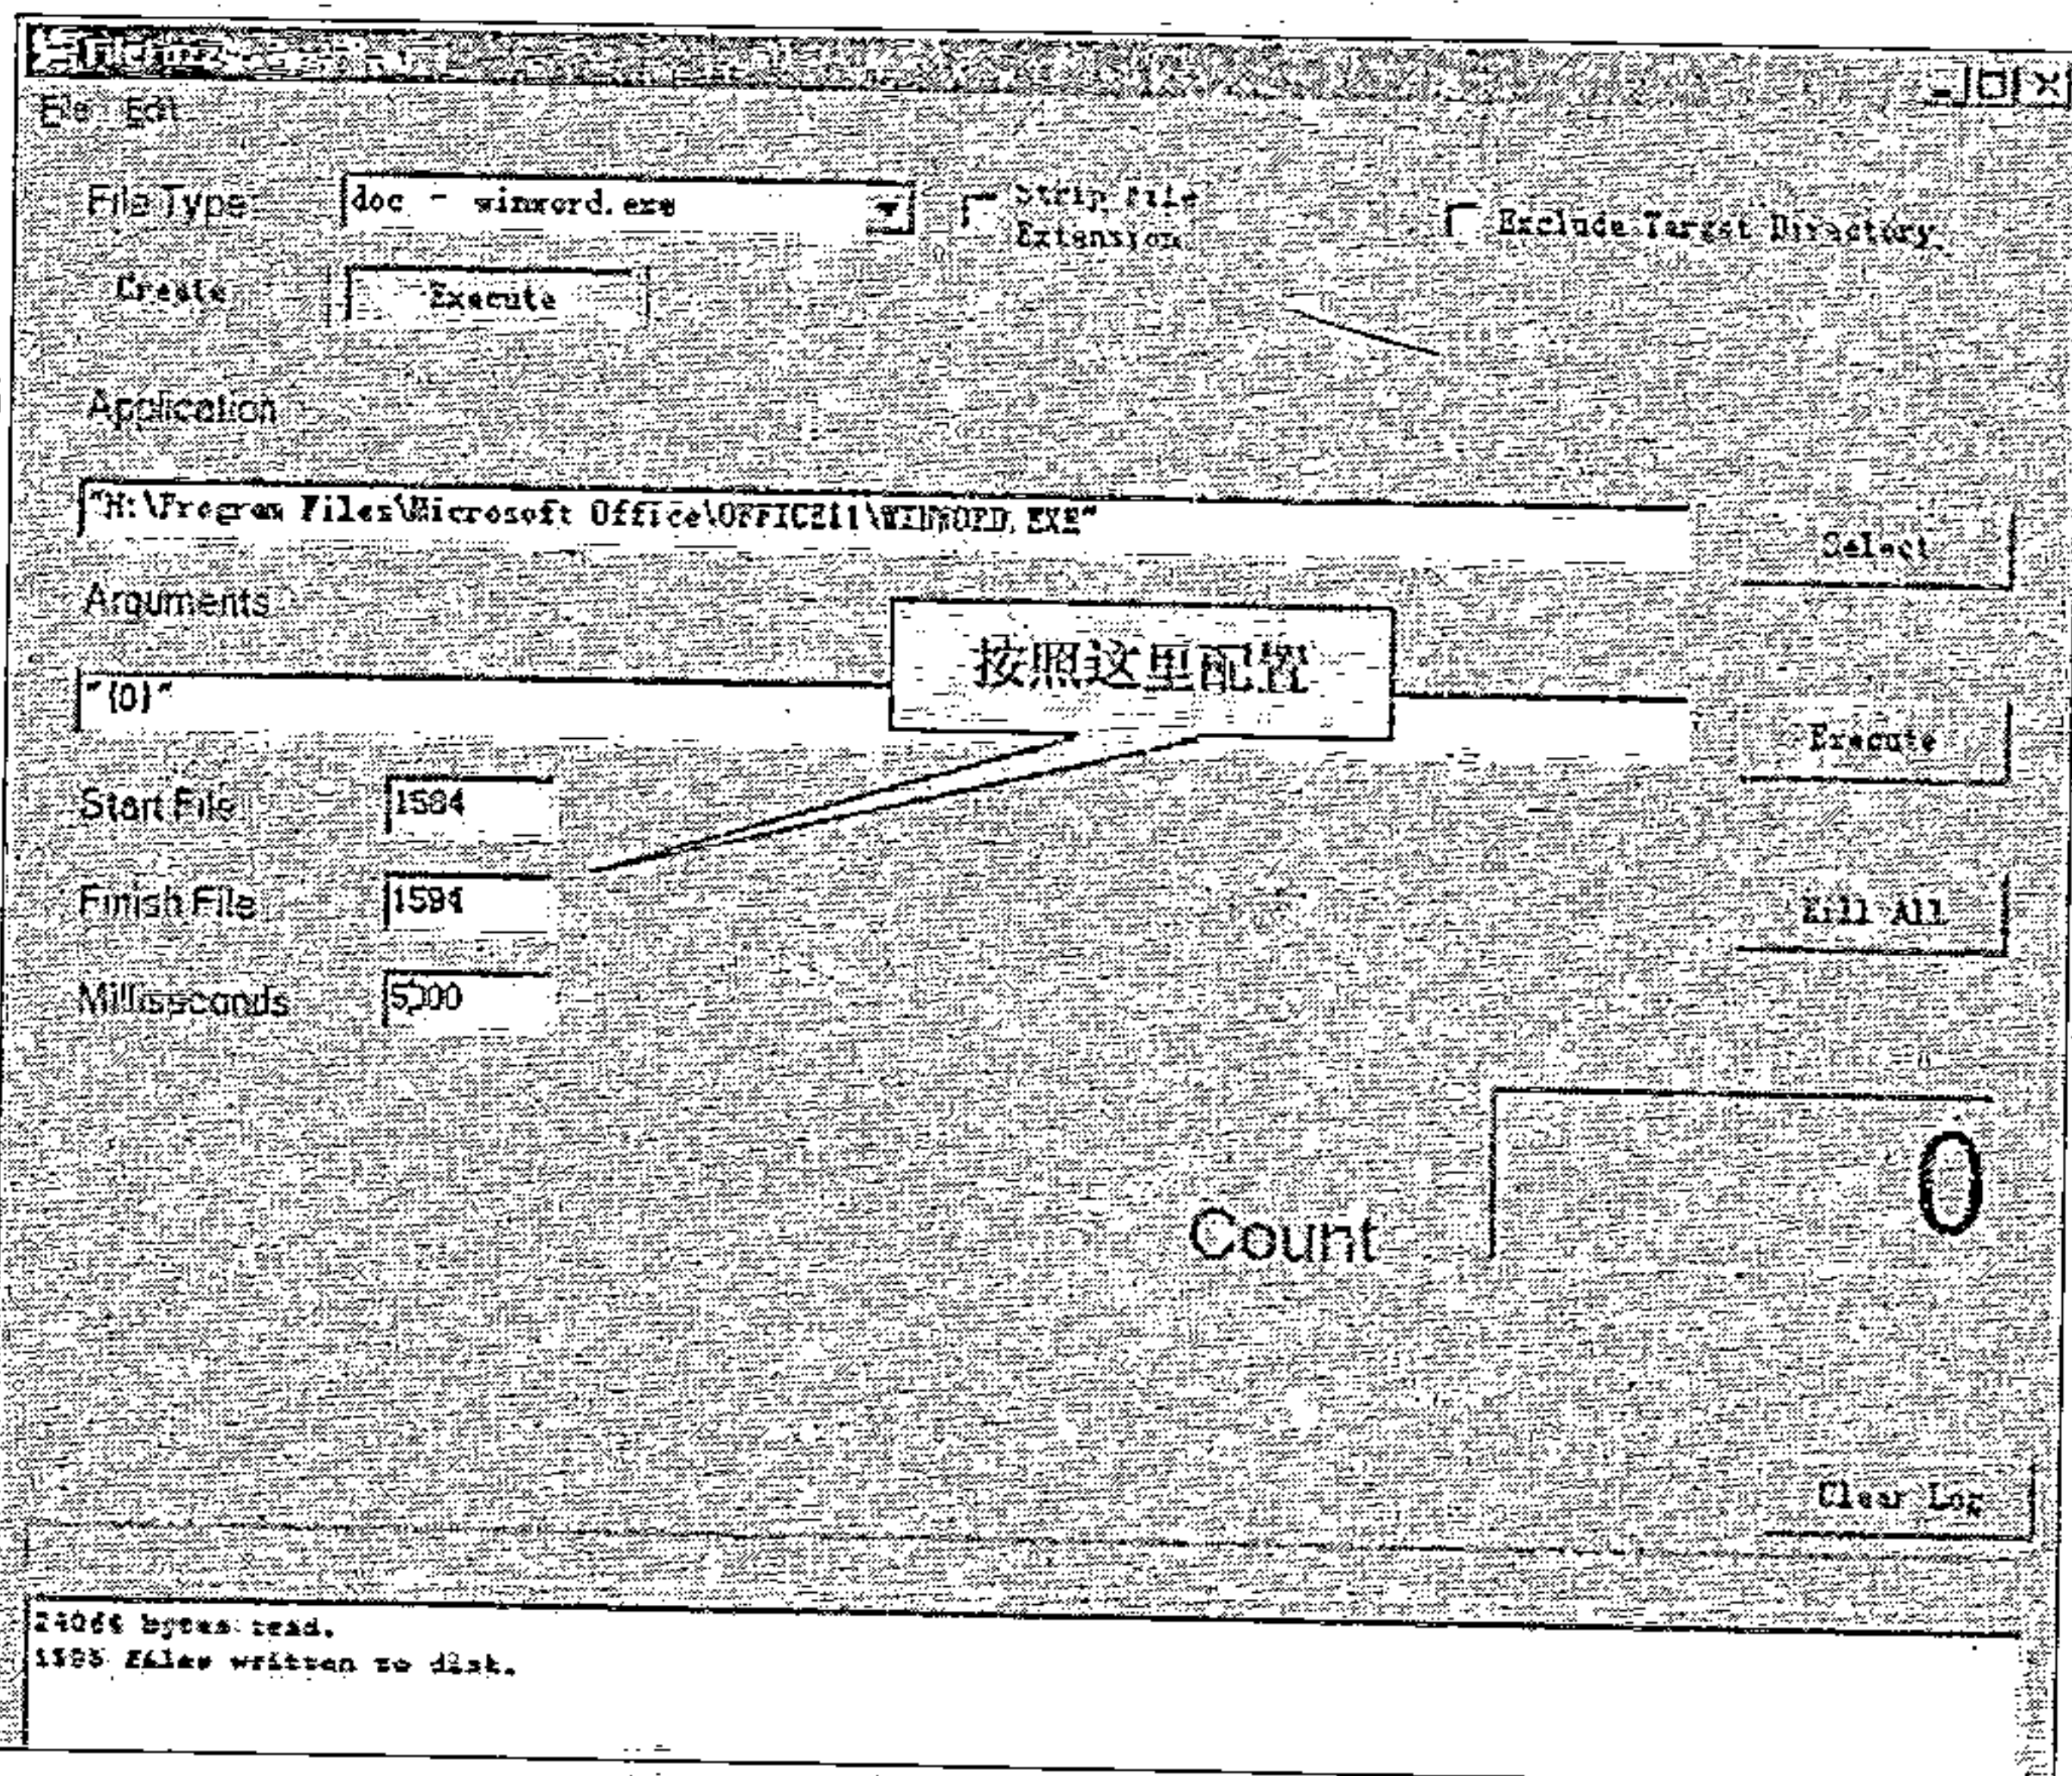 File Edit
File Type doc - winword.exe Strip File Extension Exclude Target Directory
Create Execute
Application
"H:\Program Files\Microsoft Office\OFFICE11\WINWORD.EXE"
Select
Arguments
按照这里配置
"{0}"
Execute
Start File 1594
Finish File 1594
Kill All
Milliseconds 5000
Count 0
Clear Log
bytes read.
1595 files written to disk.